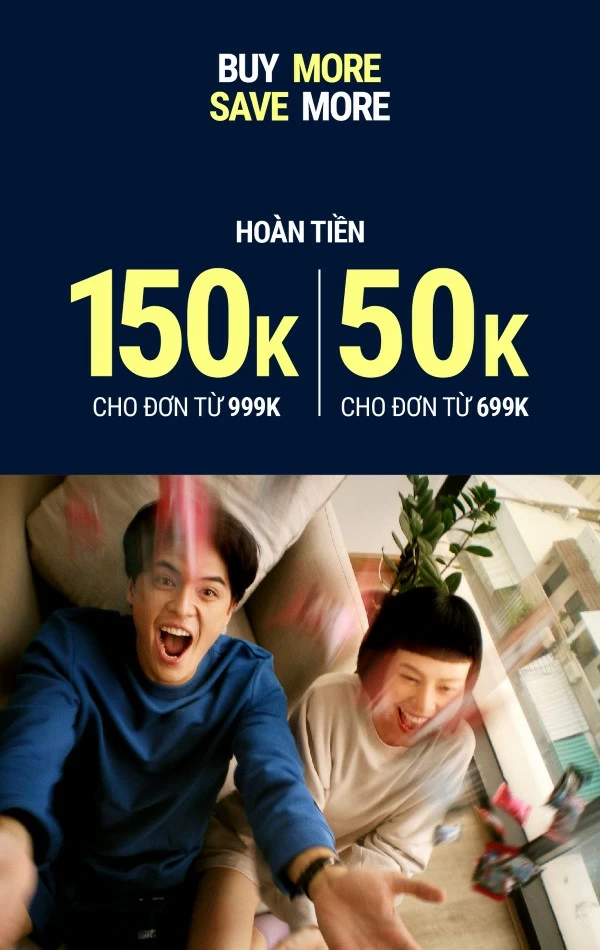 BUY MORE
SAVE MORE
HOÀN TIỀN
150K
CHO ĐƠN TỪ 999K
50K
CHO ĐƠN TỪ 699K